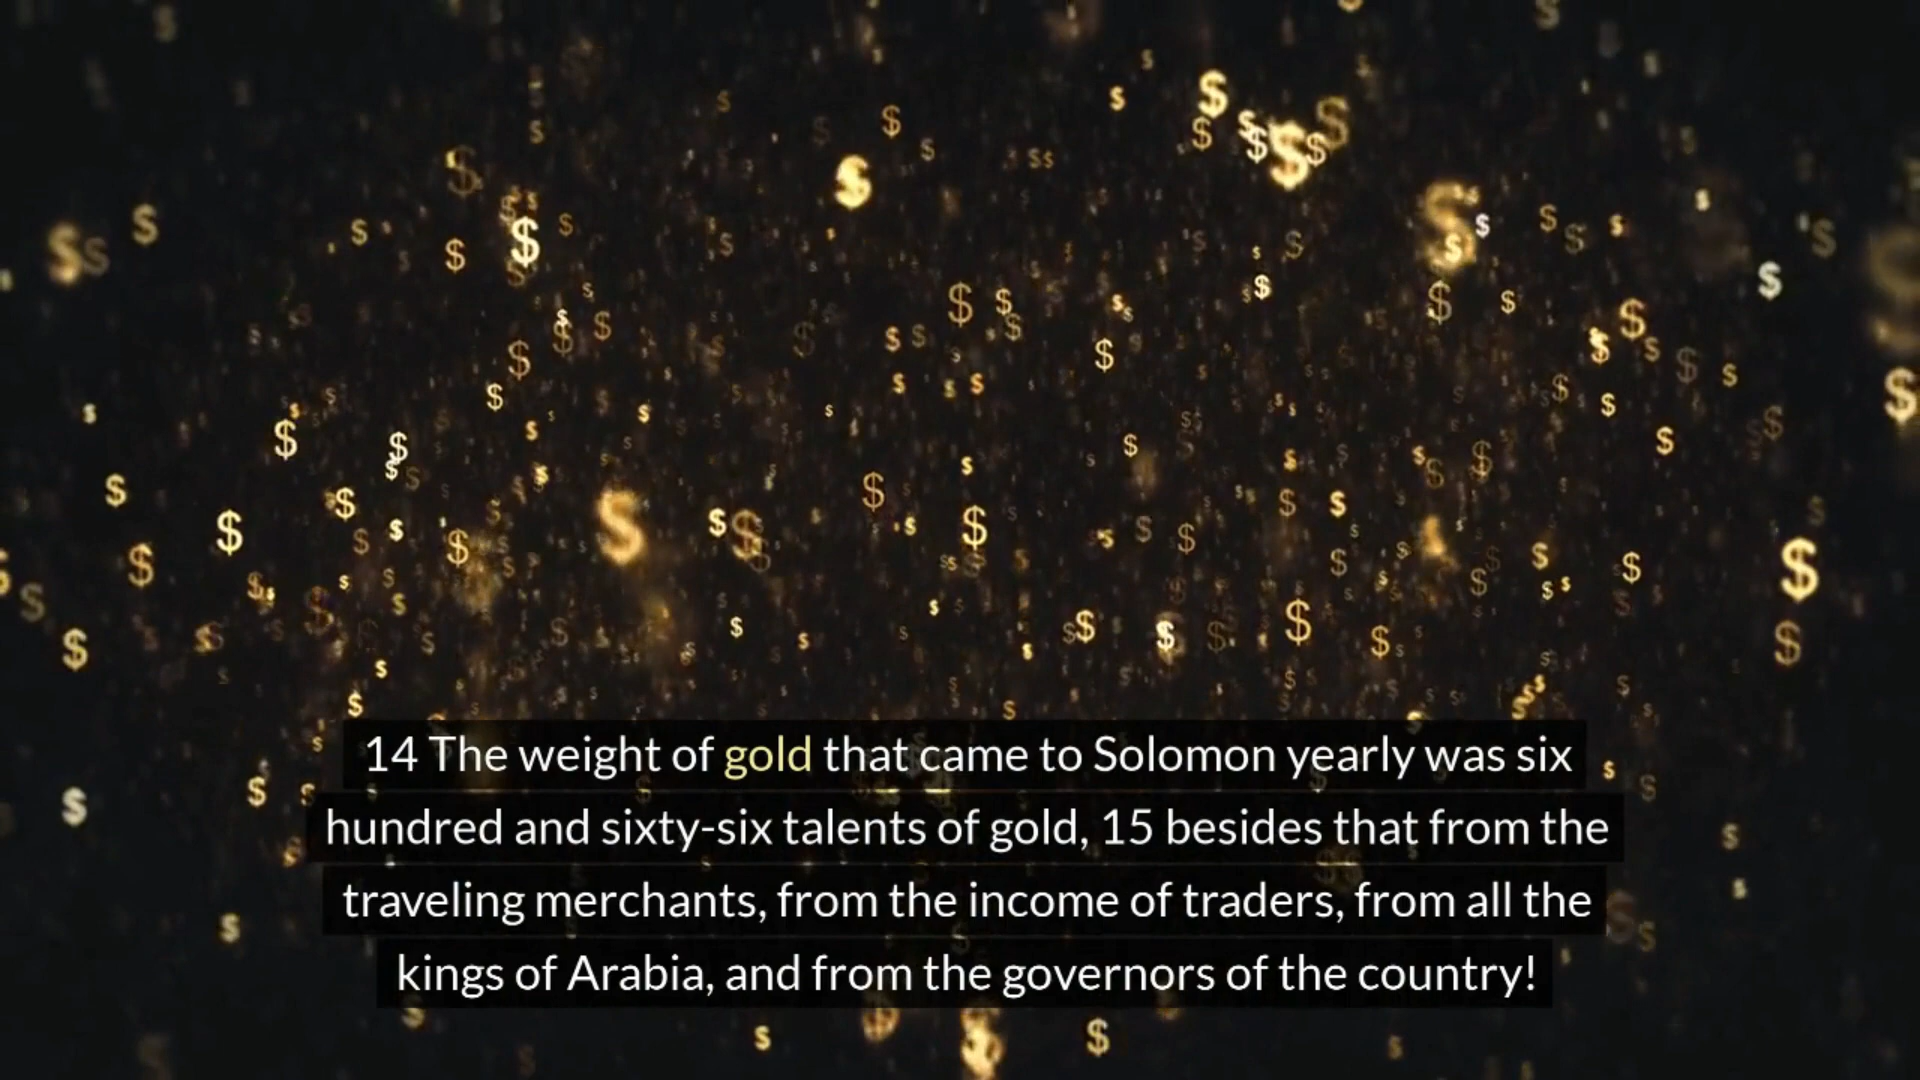 14 The weight of gold that came to Solomon yearly was six
hundred and sixty-six talents of gold, 15 besides that from the
traveling merchants, from the income of traders, from all the
kings of Arabia, and from the governors of the country!